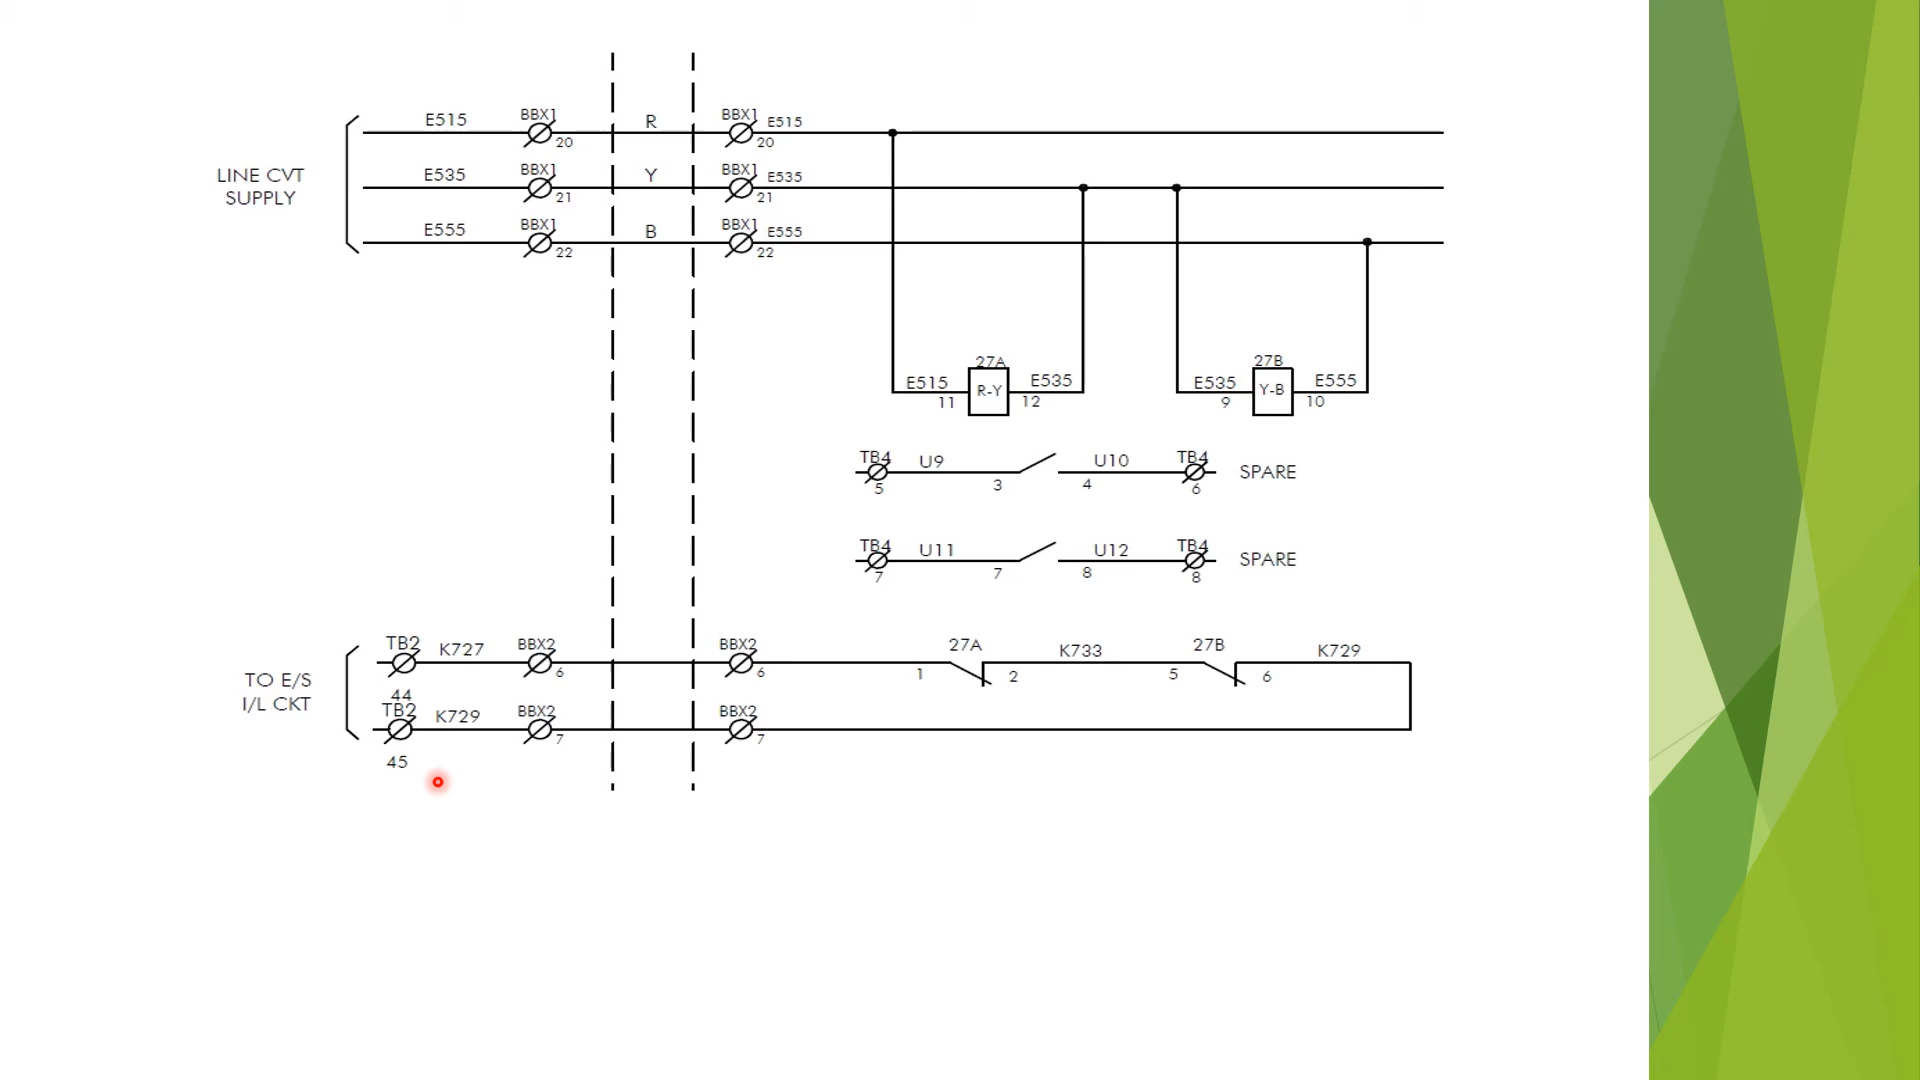 E515 BBX1 20 R BBX1 20 E515
LINE CVT SUPPLY
E535 BBX1 21 Y BBX1 21 E535
E555 BBX1 22 B BBX1 22 E555
27A
E515 R-Y E535
11 12
27B
E535 Y-B E555
9 10
TB4 U9 U10 TB4 SPARE
5 3 4 6
TB4 U11 U12 TB4 SPARE
7 7 8 8
TO E/S
I/L CKT
TB2 K727 BBX2 BBX2 27A K733 27B K729
44 6 6 1 2 5 6
TB2 K729 BBX2 BBX2
45 7 7